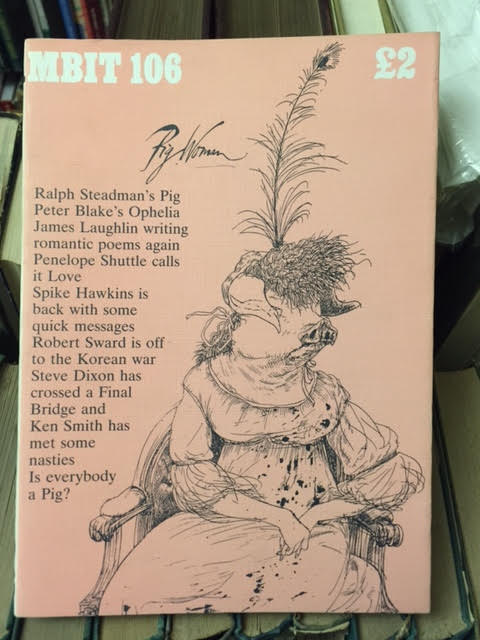 MBIT 106
£2
Pig Women
Ralph Steadman's Pig
Peter Blake's Ophelia
James Laughlin writing
romantic poems again
Penelope Shuttle calls
it Love
Spike Hawkins is
back with some
quick messages
Robert Sward is off
to the Korean war
Steve Dixon has
crossed a Final
Bridge and
Ken Smith has
met some
nasties
Is everybody
a Pig?